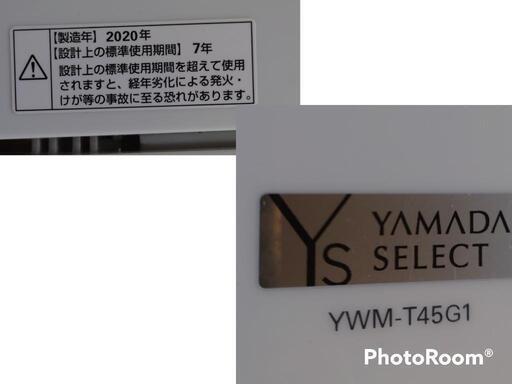 【製造年】2020年
【設計上の標準使用期間】7年
設計上の標準使用期間を超えて使用
されますと、経年劣化による発火・
けが等の事故に至る恐れがあります。
YS
YAMADA
SELECT
YWM-T45G1
PhotoRoom®